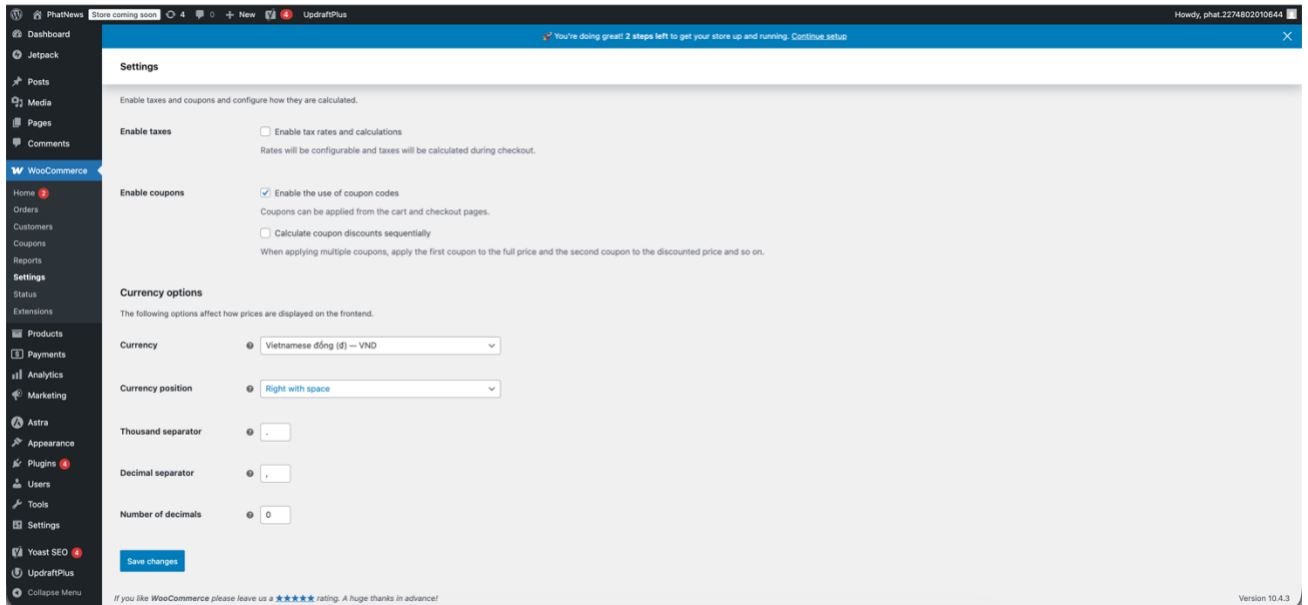 PhatNews Store coming soon 4 0 + New 4 UpdraftPlus Howdy, phat.2274802010644
Dashboard
Jetpack
Posts
Media
Pages
Comments
WooCommerce
Home 2
Orders
Customers
Coupons
Reports
Settings
Status
Extensions
Products
Payments
Analytics
Marketing
Astra
Appearance
Plugins 4
Users
Tools
Settings
Yoast SEO 4
UpdraftPlus
Collapse Menu
You're doing great! 2 steps left to get your store up and running. Continue setup
Settings
Enable taxes and coupons and configure how they are calculated.
Enable taxes Enable tax rates and calculations
Rates will be configurable and taxes will be calculated during checkout.
Enable coupons Enable the use of coupon codes
Coupons can be applied from the cart and checkout pages.
Calculate coupon discounts sequentially
When applying multiple coupons, apply the first coupon to the full price and the second coupon to the discounted price and so on.
Currency options
The following options affect how prices are displayed on the frontend.
Currency Vietnamese đồng (₫) — VND
Currency position Right with space
Thousand separator .
Decimal separator ,
Number of decimals 0
Save changes
If you like WooCommerce please leave us a ★★★★★ rating. A huge thanks in advance! Version 10.4.3